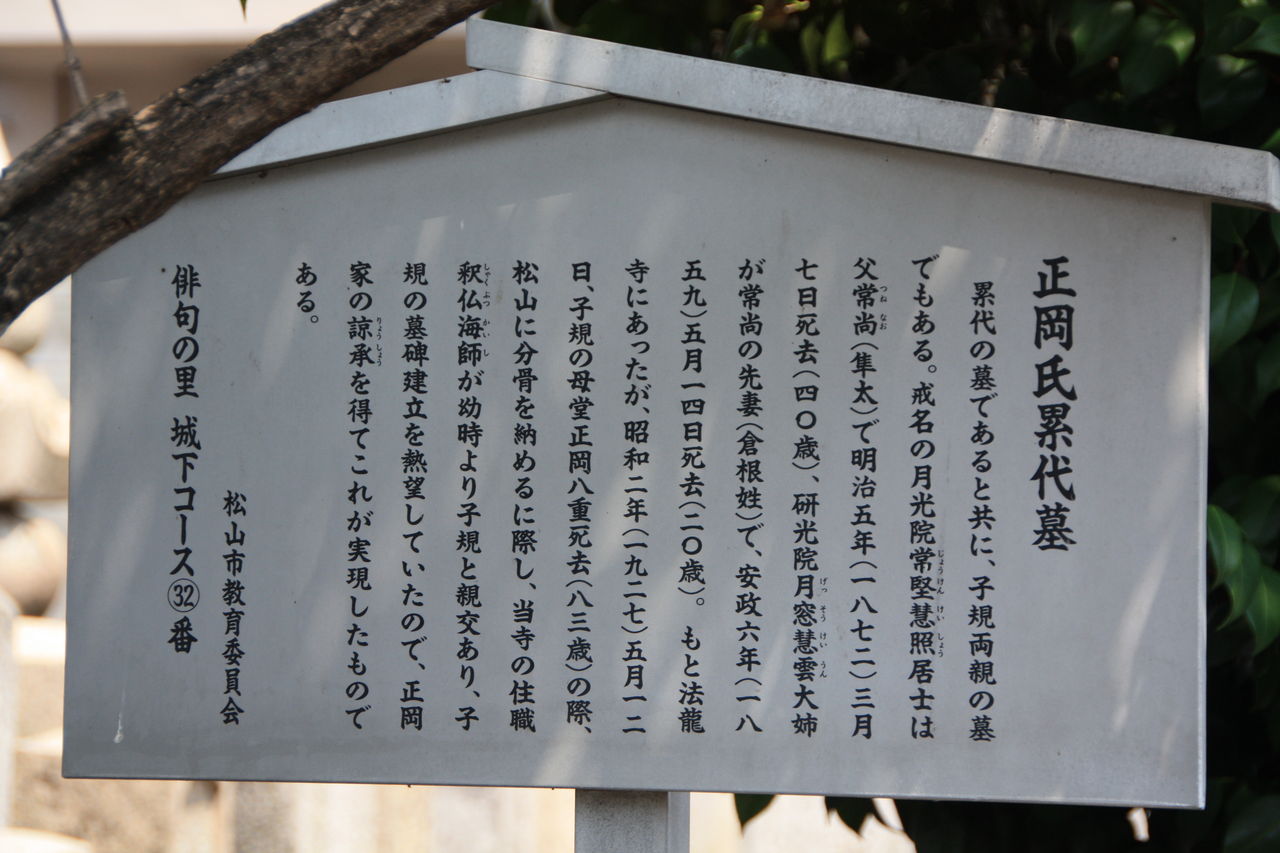 正岡氏累代墓
累代の墓であると共に、子規両親の墓
でもある。戒名の月光院常堅慧照居士は
父常尚(隼太)で明治五年(一八七二)三月
七日死去(四〇歳)、研光院月窓慧雲大姉
が常尚の先妻(倉根姓)で、安政六年(一八
五九)五月一四日死去(二〇歳)。もと法龍
寺にあったが、昭和二年(一九二七)五月一二
日、子規の母堂正岡八重死去(八三歳)の際、
松山に分骨を納めるに際し、当寺の住職
釈仏海師が幼時より子規と親交あり、子
規の墓碑建立を熱望していたので、正岡
家の諒承を得てこれが実現したもので
ある。
松山市教育委員会
俳句の里 城下コース㉜番